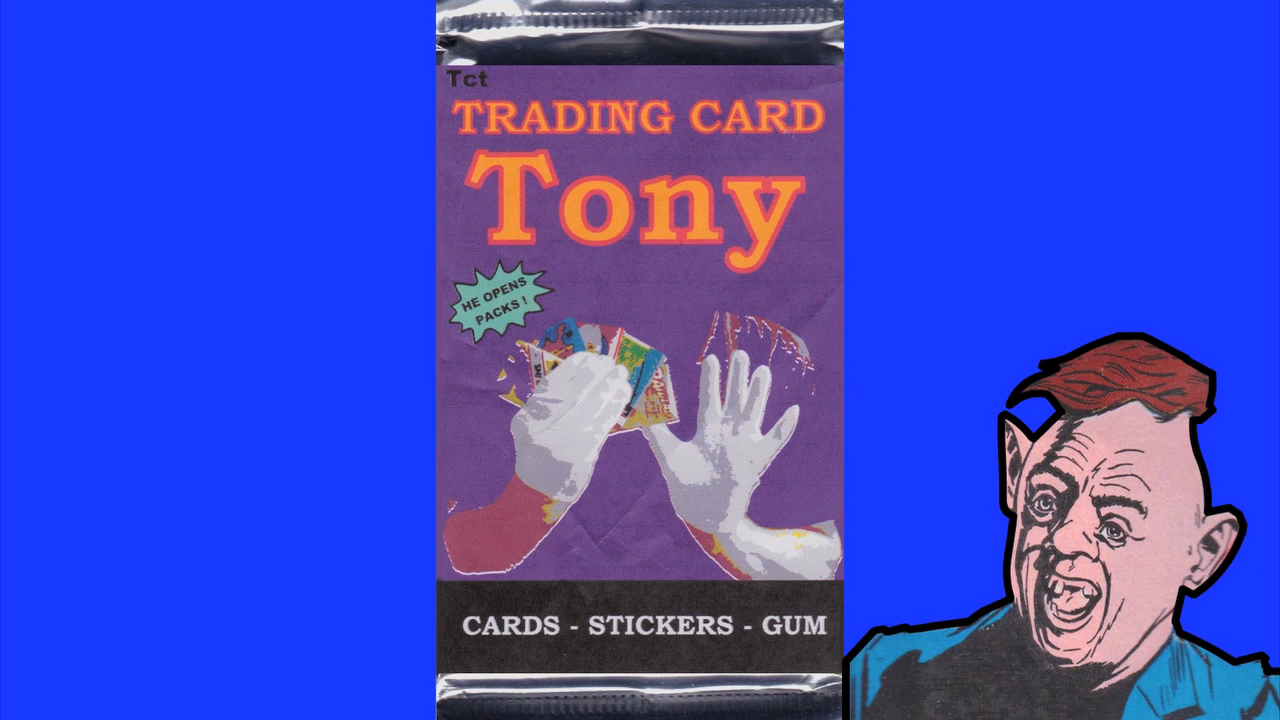 Tct
TRADING CARD
Tony
HE OPENS
PACKS!
CARDS - STICKERS - GUM